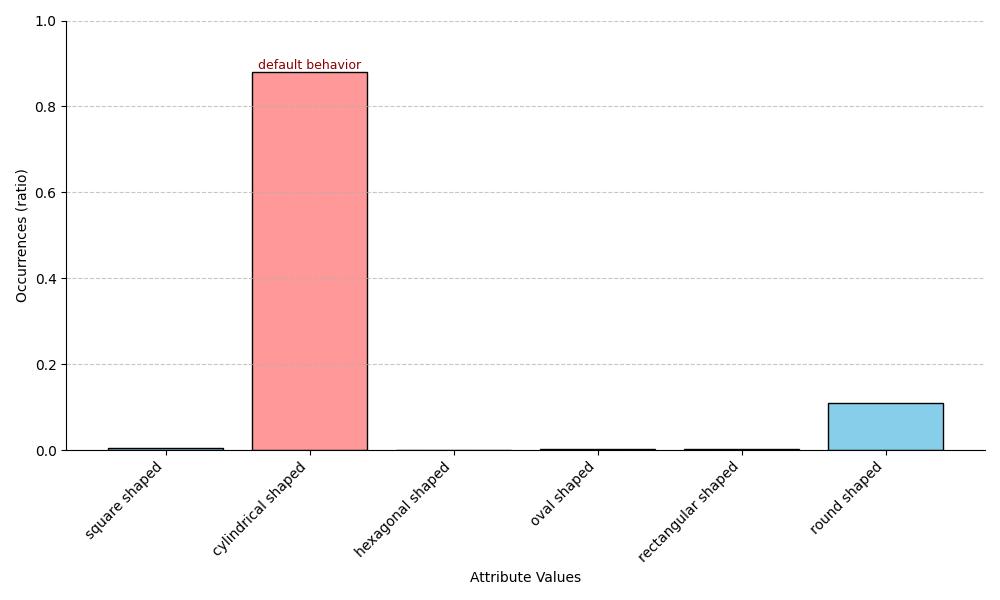 1.0
default behavior
0.8
0.6
0.4
0.2
0.0
Occurrences (ratio)
square shaped
cylindrical shaped
hexagonal shaped
oval shaped
rectangular shaped
round shaped
Attribute Values